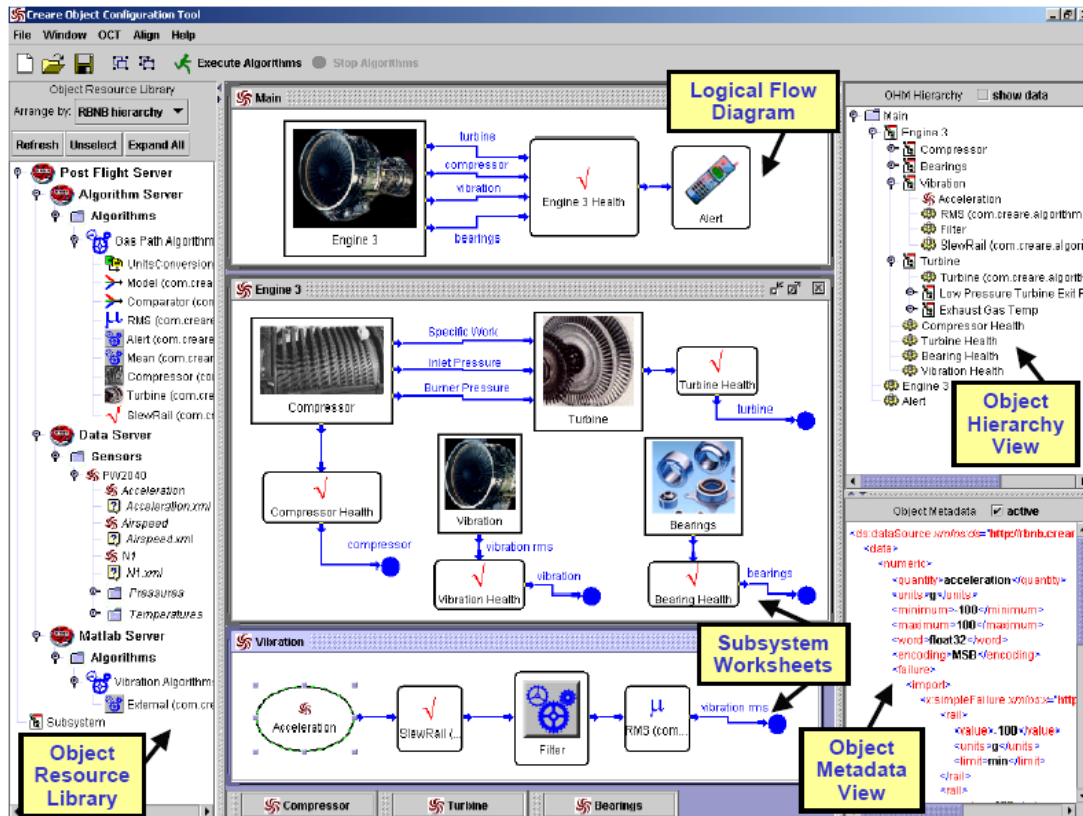 Creare Object Configuration Tool
File Window OCT Align Help
Execute Algorithms Stop Algorithms
Object Resource Library
Arrange by: RBNB hierarchy
Refresh Unselect Expand All
Post Flight Server
Algorithm Server
Algorithms
Gas Path Algorithm
UnitsConversion
Model (com.crea
Comparator (con
RMS (com.creare
Alert (com.creare
Mean (com.creare
Compressor (co
Turbine (com.cre
SlewRail (com.cr
Data Server
Sensors
PW2040
Acceleration
Acceleration.xml
Airspeed
Airspeed.xml
N1
N1.xml
Pressures
Temperatures
Matlab Server
Algorithms
Vibration Algorithms
External (com.cre
Subsystem
Object
Resource
Library
Main
Engine 3
turbine
compressor
vibration
bearings
Engine 3 Health
Alert
Logical Flow
Diagram
Engine 3
Compressor
Specific Work
Inlet Pressure
Burner Pressure
Turbine
Turbine Health
turbine
Compressor Health
compressor
Vibration
vibration rms
Vibration Health
vibration
Bearings
Bearing Health
bearings
Subsystem
Worksheets
Vibration
Acceleration
SlewRail (...
Filter
RMS (com...
vibration rms
Compressor
Turbine
Bearings
OHM Hierarchy show data
Main
Engine 3
Compressor
Bearings
Vibration
Acceleration
RMS (com.creare.algorithm
Filter
SlewRail (com.creare.algori
Turbine
Turbine (com.creare.algorith
Low Pressure Turbine Exit P
Exhaust Gas Temp
Compressor Health
Turbine Health
Bearing Health
Vibration Health
Engine 3
Alert
Object
Hierarchy
View
Object Metadata active
<ds:dataSource xmlns:ds="http://rbnb.crear
<data>
<numeric>
<quantity>acceleration</quantity>
<units>g</units>
<minimum>-100</minimum>
<maximum>100</maximum>
<word>float32</word>
<encoding>MSB</encoding>
<failure>
<import>
<x:simpleFailure xmlns:x="http
<rail>
<value>-100</value>
<units>g</units>
<limit>min</limit>
</rail>
<rail>
Object
Metadata
View